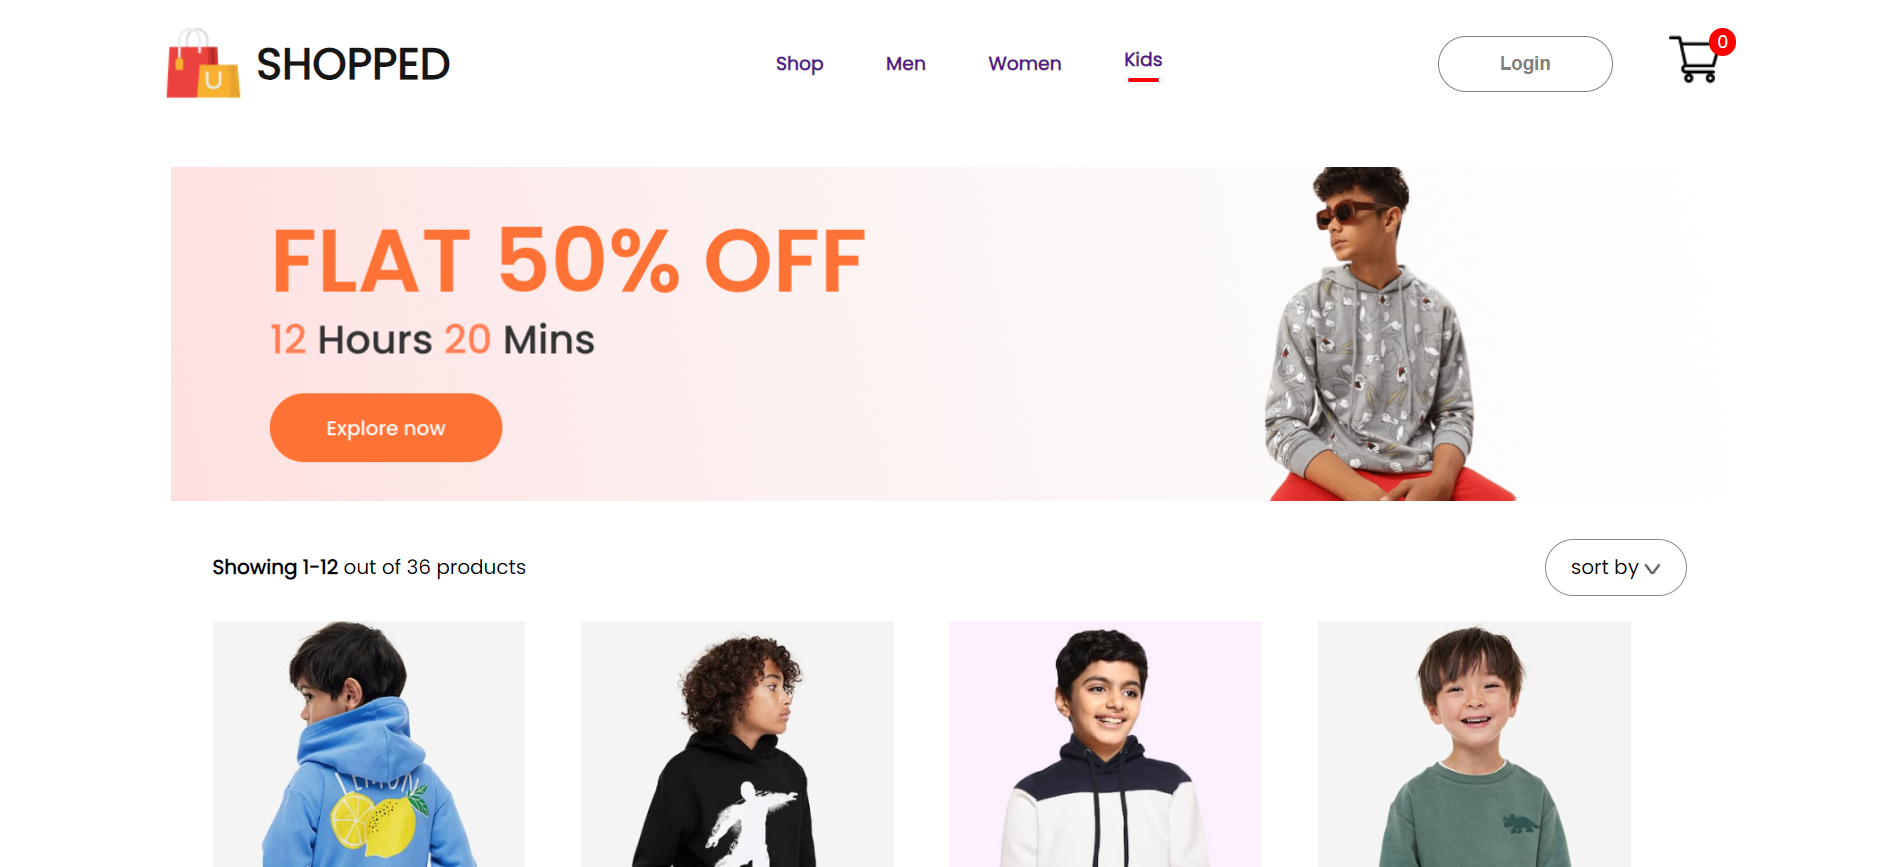 U
SHOPPED
Shop
Men
Women
Kids
Login
0
FLAT 50% OFF
12 Hours 20 Mins
Explore now
Showing 1-12 out of 36 products
sort by
LEMON